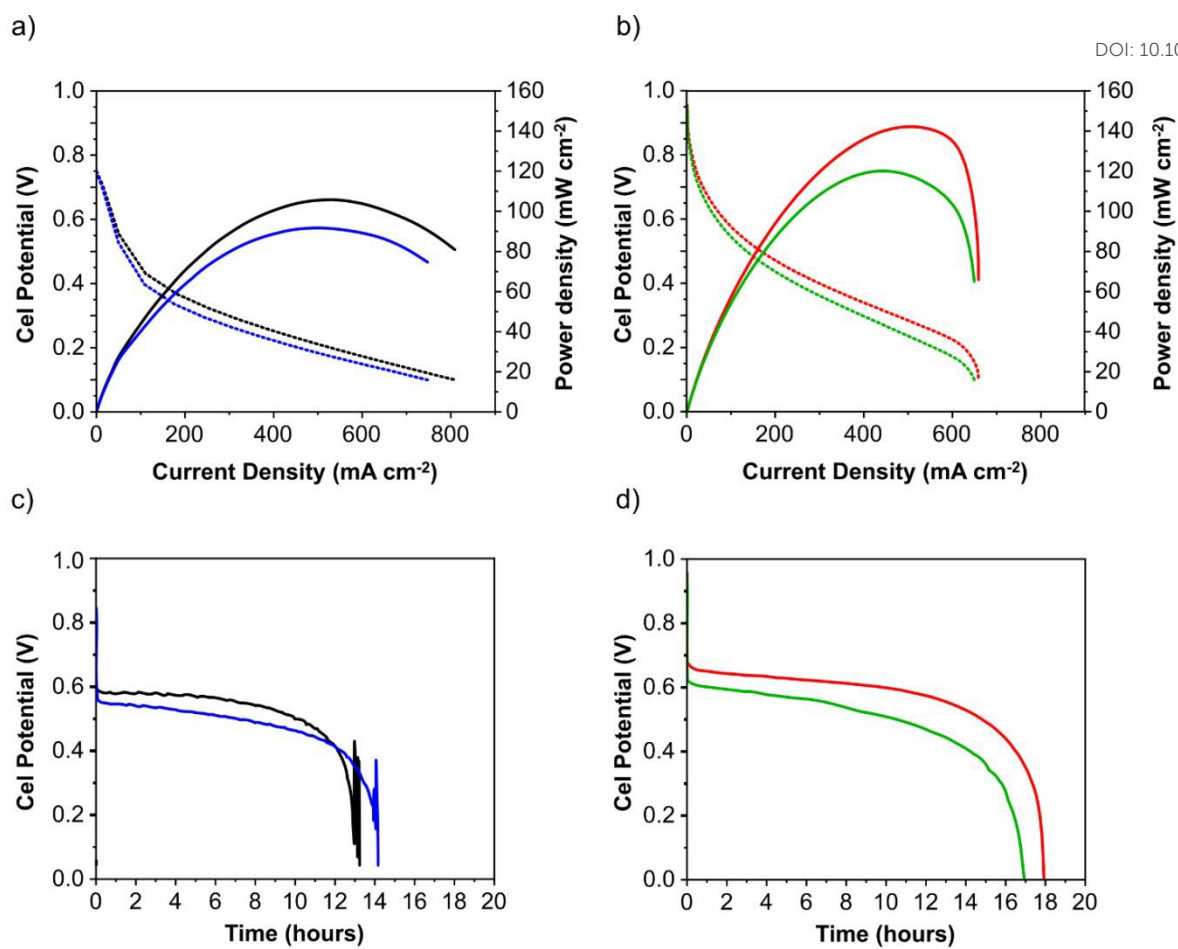 a)
b)
DOI: 10.10
1.0
0.8
0.6
0.4
0.2
0.0
Cel Potential (V)
160
140
120
100
80
60
40
20
0
Power density (mW cm-2)
0 200 400 600 800
Current Density (mA cm-2)
1.0
0.8
0.6
0.4
0.2
0.0
Cel Potential (V)
160
140
120
100
80
60
40
20
0
Power density (mW cm-2)
0 200 400 600 800
Current Density (mA cm-2)
c)
d)
1.0
0.8
0.6
0.4
0.2
0.0
Cel Potential (V)
0 2 4 6 8 10 12 14 16 18 20
Time (hours)
1.0
0.8
0.6
0.4
0.2
0.0
Cel Potential (V)
0 2 4 6 8 10 12 14 16 18 20
Time (hours)